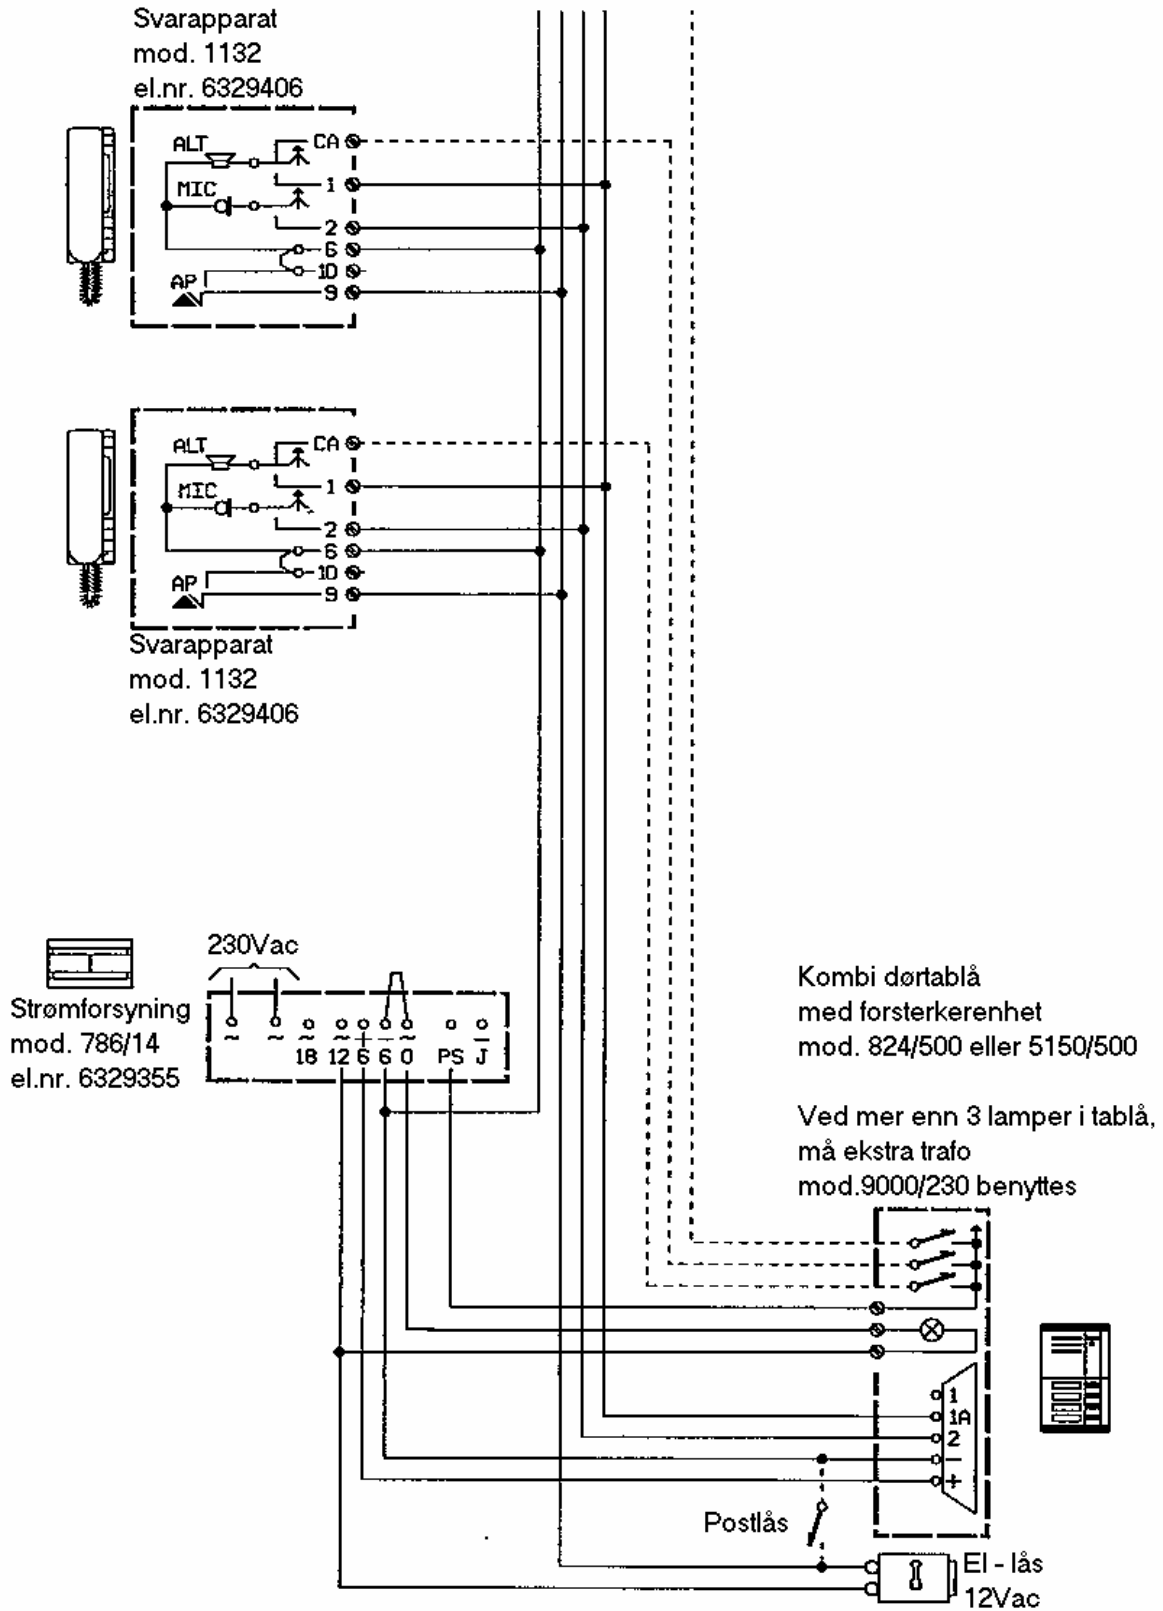 Svarapparat
mod. 1132
el.nr. 6329406
ALT
CA
MIC
1
2
6
10
AP
9
ALT
CA
MIC
1
2
6
10
AP
9
Svarapparat
mod. 1132
el.nr. 6329406
230Vac
Strømforsyning
mod. 786/14
el.nr. 6329355
~ ~ ~ ~ + − ~ −
18 12 6 6 0 PS J
Kombi dørtablå
med forsterkerenhet
mod. 824/500 eller 5150/500
Ved mer enn 3 lamper i tablå,
må ekstra trafo
mod.9000/230 benyttes
1
1A
2
−
+
Postlås
El - lås
12Vac